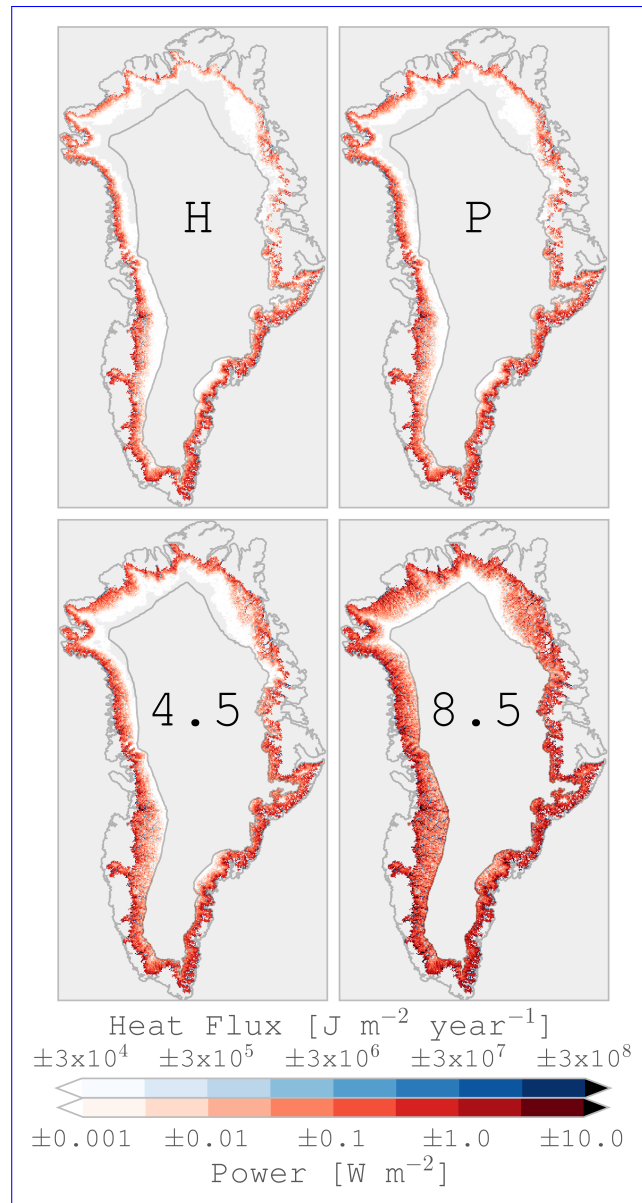 H
P
4.5
8.5
Heat Flux [J m⁻² year⁻¹]
±3x10⁴ ±3x10⁵ ±3x10⁶ ±3x10⁷ ±3x10⁸
±0.001 ±0.01 ±0.1 ±1.0 ±10.0
Power [W m⁻²]